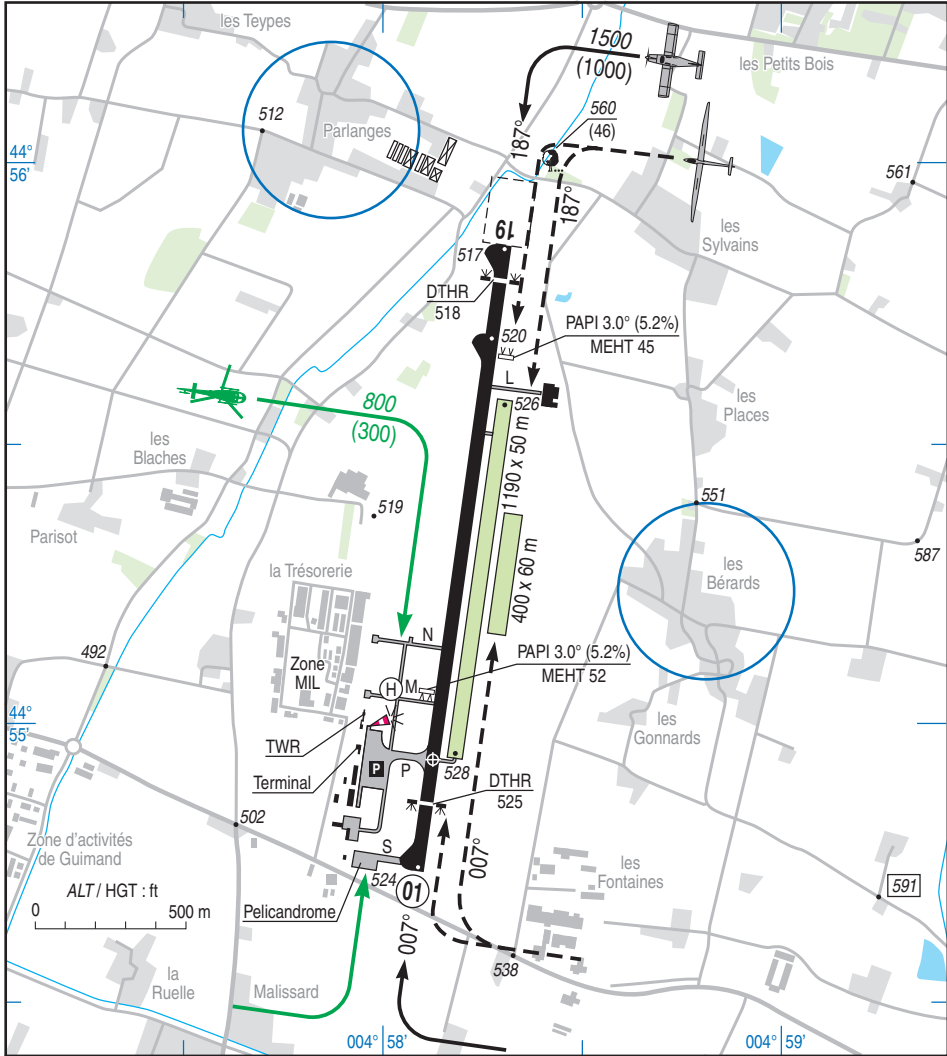 les Teypes
1500
(1000)
les Petits Bois
512
Parlanges
560
(46)
187°
187°
44°
56'
561
les
Sylvains
19
517
DTHR
518
520
PAPI 3.0° (5.2%)
MEHT 45
L
526
800
(300)
les
Places
les
Blaches
1190 x 50 m
519
551
Parisot
587
400 x 60 m
les
Bérards
la Trésorerie
N
492
Zone
MIL
PAPI 3.0° (5.2%)
MEHT 52
H
M
44°
55'
les
Gonnards
TWR
Terminal
P
P
528
DTHR
525
502
Zone d'activités
de Guimand
S
007°
les
Fontaines
ALT / HGT : ft
524
01
591
0
500 m
Pelicandrome
007°
538
la
Ruelle
Malissard
004° 58'
004° 59'